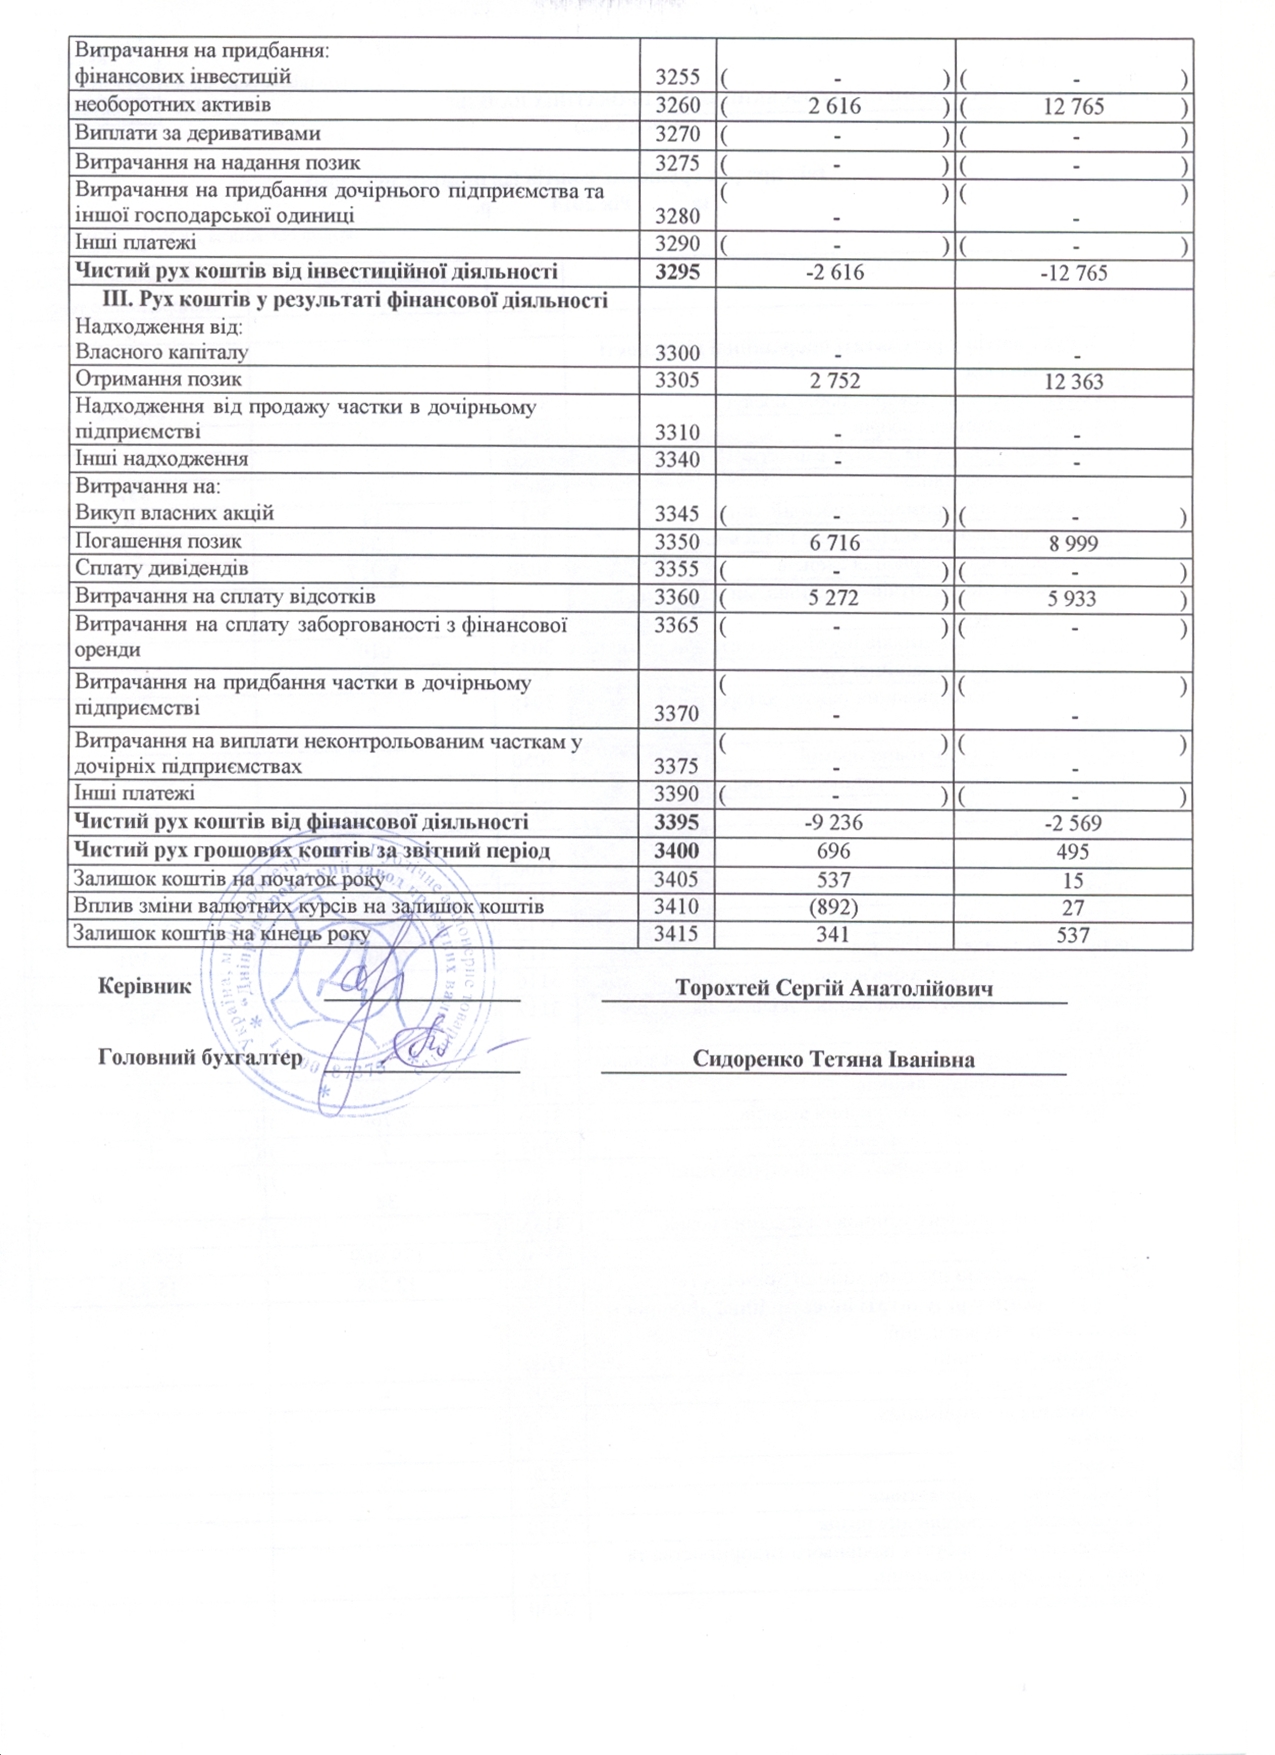 Витрачання на придбання:
фінансових інвестицій 3255 ( - ) ( - )
необоротних активів 3260 ( 2 616 ) ( 12 765 )
Виплати за деривативами 3270 ( - ) ( - )
Витрачання на надання позик 3275 ( - ) ( - )
Витрачання на придбання дочірнього підприємства та ( ) ( )
іншої господарської одиниці 3280 - -
Інші платежі 3290 ( - ) ( - )
Чистий рух коштів від інвестиційної діяльності 3295 -2 616 -12 765
III. Рух коштів у результаті фінансової діяльності
Надходження від:
Власного капіталу 3300 - -
Отримання позик 3305 2 752 12 363
Надходження від продажу частки в дочірньому
підприємстві 3310 - -
Інші надходження 3340 - -
Витрачання на:
Викуп власних акцій 3345 ( - ) ( - )
Погашення позик 3350 6 716 8 999
Сплату дивідендів 3355 ( - ) ( - )
Витрачання на сплату відсотків 3360 ( 5 272 ) ( 5 933 )
Витрачання на сплату заборгованості з фінансової 3365 ( - ) ( - )
оренди
Витрачання на придбання частки в дочірньому ( ) ( )
підприємстві 3370 - -
Витрачання на виплати неконтрольованим часткам у ( ) ( )
дочірніх підприємствах 3375 - -
Інші платежі 3390 ( - ) ( - )
Чистий рух коштів від фінансової діяльності 3395 -9 236 -2 569
Чистий рух грошових коштів за звітний період 3400 696 495
Залишок коштів на початок року 3405 537 15
Вплив зміни валютних курсів на залишок коштів 3410 (892) 27
Залишок коштів на кінець року 3415 341 537
Керівник Торохтей Сергій Анатолійович
Головний бухгалтер Сидоренко Тетяна Іванівна